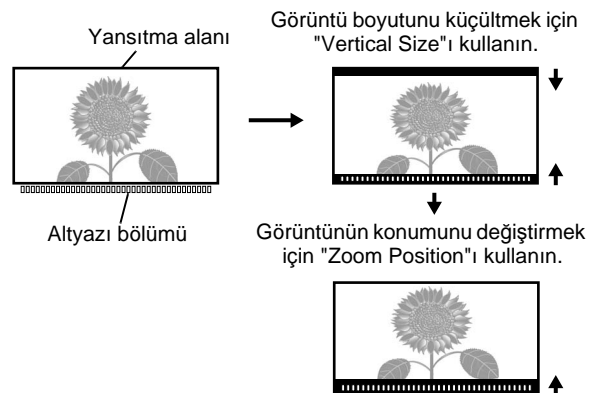 Yansıtma alanı
Görüntü boyutunu küçültmek için
"Vertical Size"ı kullanın.
Altyazı bölümü
Görüntünün konumunu değiştirmek
için "Zoom Position"ı kullanın.